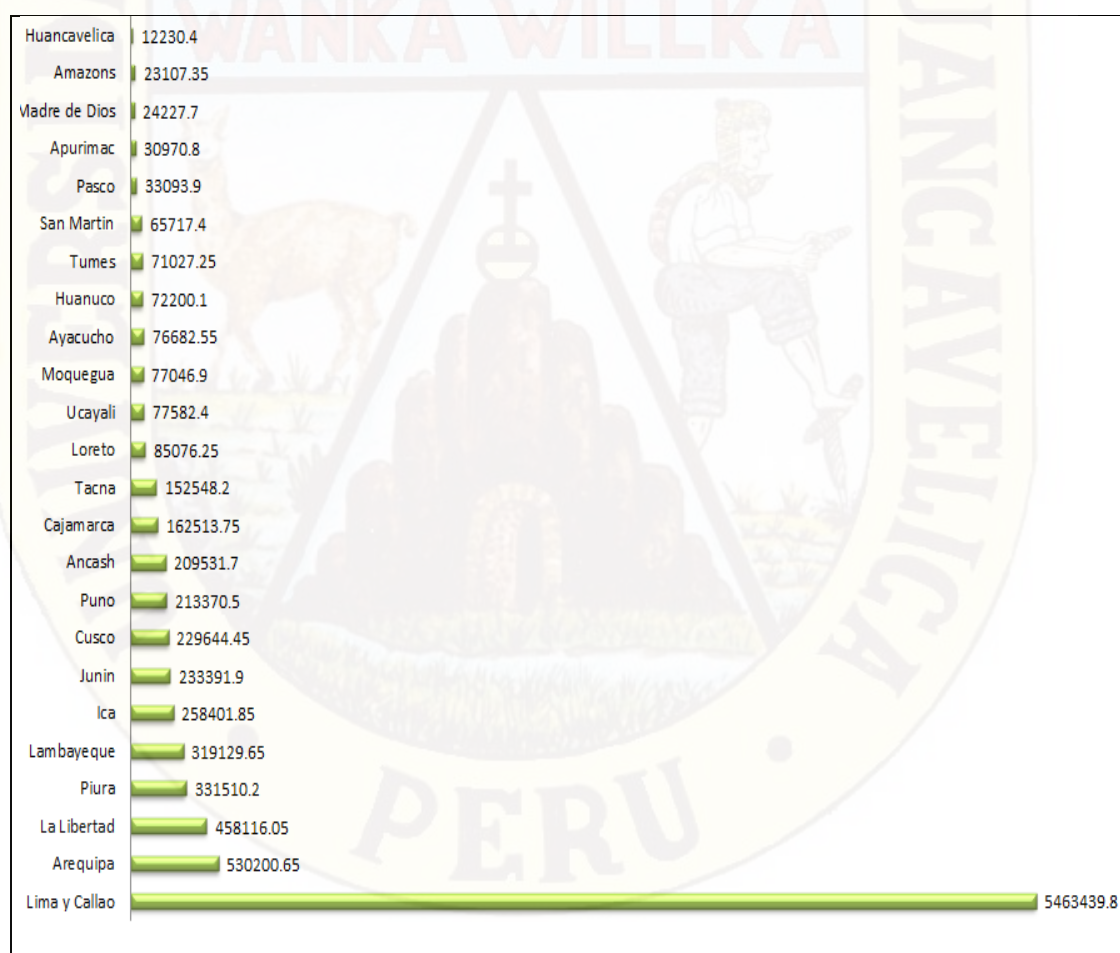 WANKA WILLKA
Huancavelica 12230.4
Amazons 23107.35
Madre de Dios 24227.7
Apurimac 30970.8
Pasco 33093.9
San Martin 65717.4
Tumes 71027.25
Huanuco 72200.1
Ayacucho 76682.55
Moquegua 77046.9
Ucayali 77582.4
Loreto 85076.25
Tacna 152548.2
Cajamarca 162513.75
Ancash 209531.7
Puno 213370.5
Cusco 229644.45
Junin 233391.9
Ica 258401.85
Lambayeque 319129.65
Piura 331510.2
La Libertad 458116.05
Arequipa 530200.65
Lima y Callao 5463439.8
PERU